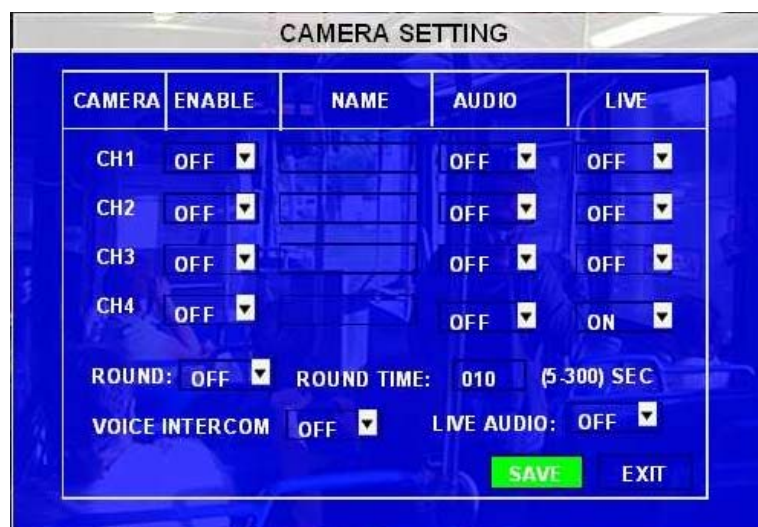 CAMERA SETTING
CAMERA ENABLE NAME AUDIO LIVE
CH1 OFF OFF OFF
CH2 OFF OFF OFF
CH3 OFF OFF OFF
CH4 OFF OFF ON
ROUND: OFF ROUND TIME: 010 (5-300) SEC
VOICE INTERCOM OFF LIVE AUDIO: OFF
SAVE EXIT